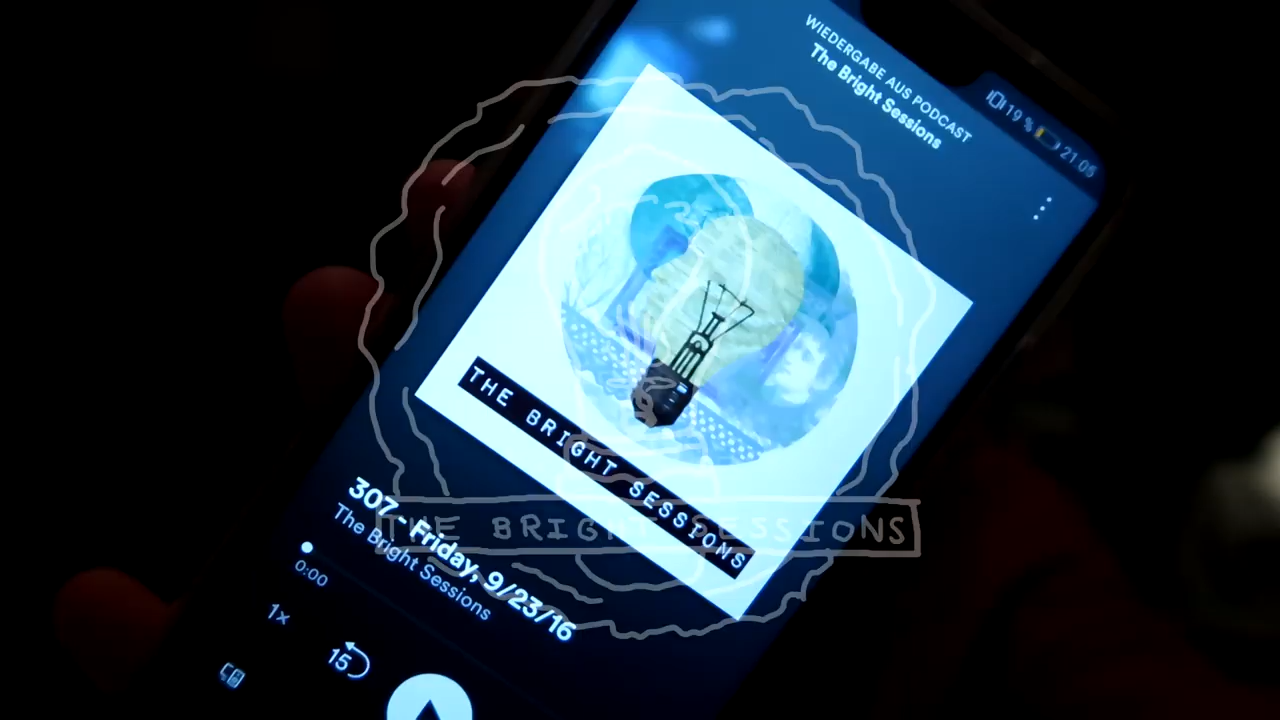 WIEDERGABE AUS PODCAST
The Bright Sessions
19 %
21:05
THE BRIGHT SESSIONS
THE BRIGHT SESSIONS
307 - Friday, 9/23/16
The Bright Sessions
0:00
1x
15